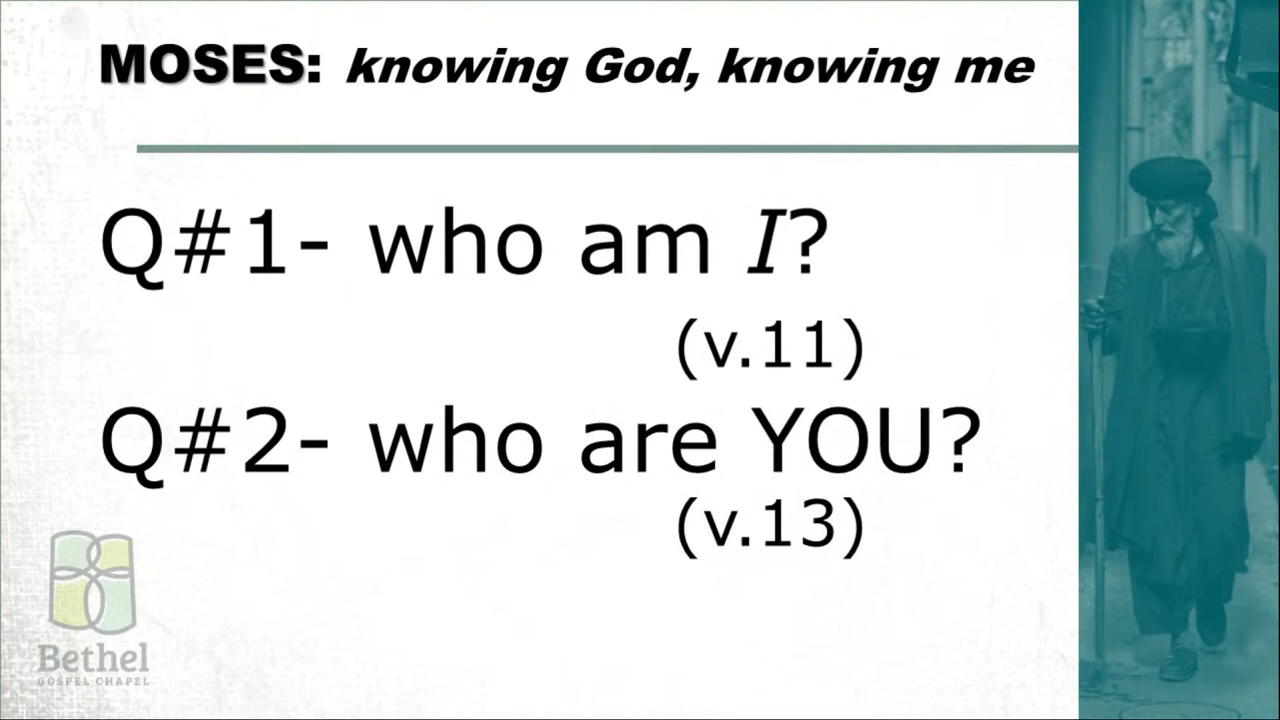 MOSES: knowing God, knowing me
Q#1- who am I?
(v.11)
Q#2- who are YOU?
(v.13)
Bethel
GOSPEL CHAPEL